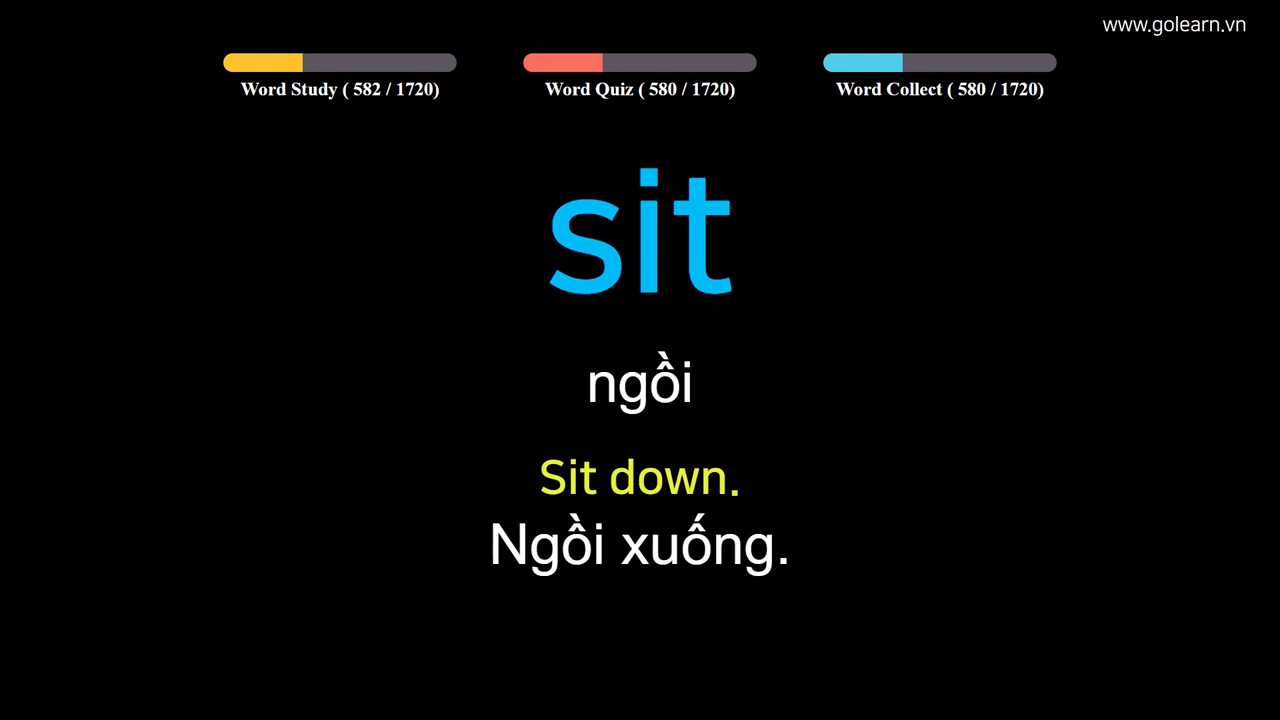 www.golearn.vn
Word Study ( 582 / 1720)
Word Quiz ( 580 / 1720)
Word Collect ( 580 / 1720)
sit
ngồi
Sit down.
Ngồi xuống.